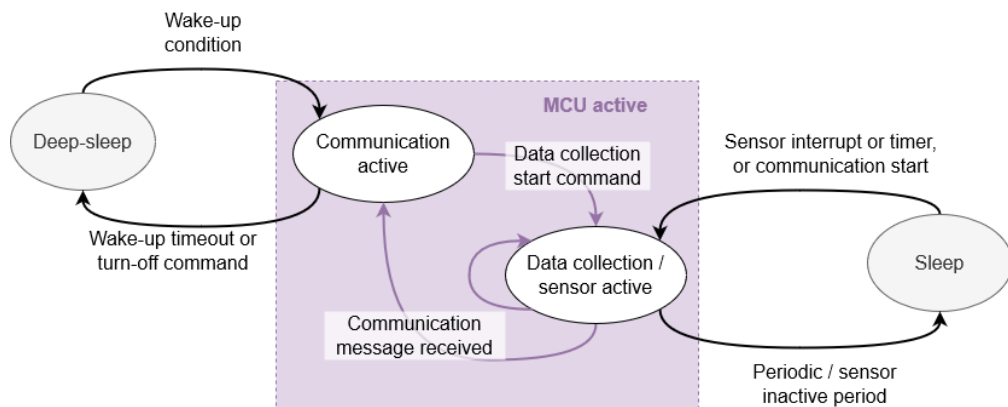 Wake-up
condition
MCU active
Deep-sleep
Communication
active
Data collection
start command
Sensor interrupt or timer,
or communication start
Wake-up timeout or
turn-off command
Data collection /
sensor active
Sleep
Communication
message received
Periodic / sensor
inactive period